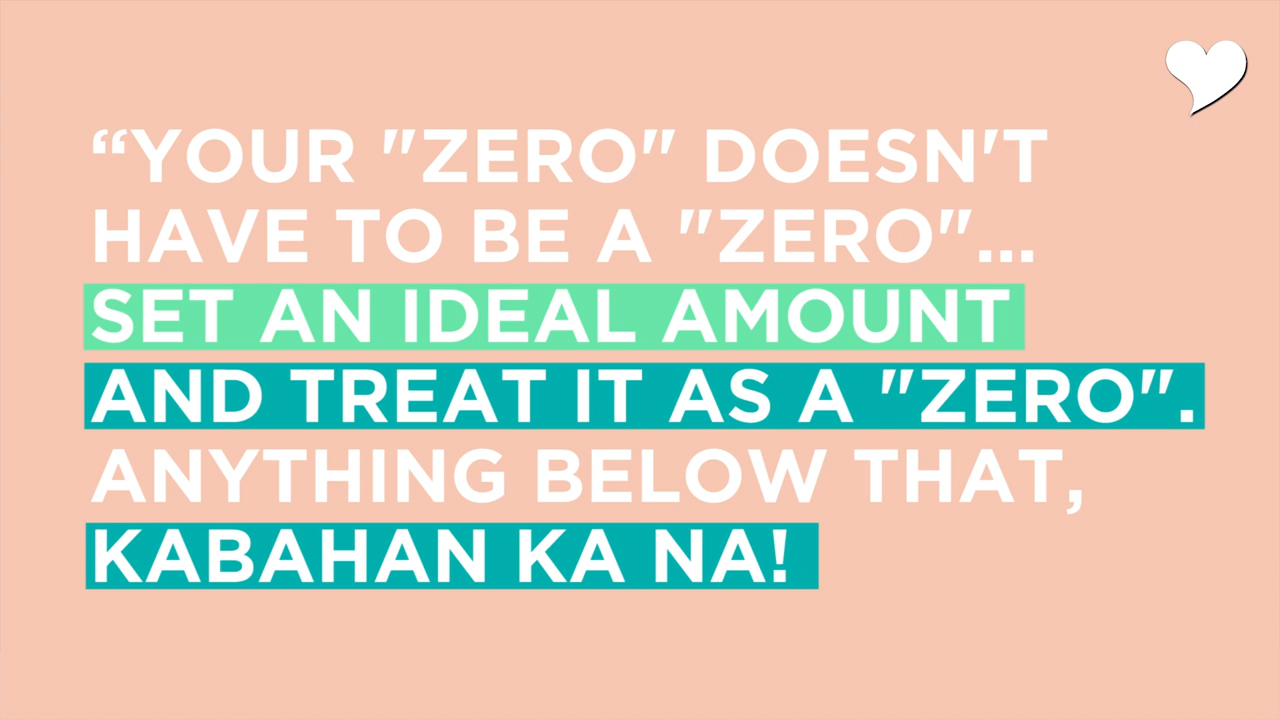 “YOUR "ZERO" DOESN'T
HAVE TO BE A "ZERO"...
SET AN IDEAL AMOUNT
AND TREAT IT AS A "ZERO".
ANYTHING BELOW THAT,
KABAHAN KA NA!